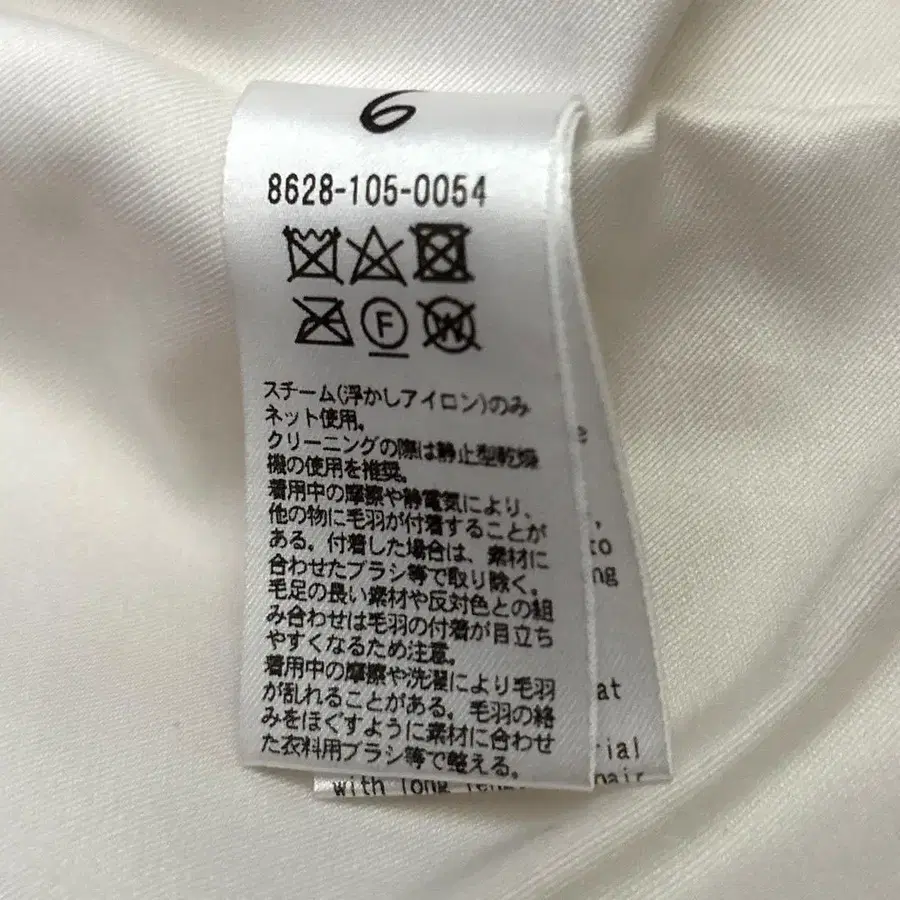 6
8628-105-0054
F
W
スチーム(浮かしアイロン)のみ
ネット使用。
クリーニングの際は静止型乾燥
機の使用を推奨。
着用中の摩擦や静電気により、
他の物に毛羽が付着することが
ある。付着した場合は、素材に
合わせたブラシ等で取り除く。
毛足の長い素材や反対色との組
み合わせは毛羽の付着が目立ち
やすくなるため注意。
着用中の摩擦や洗濯により毛羽
が乱れることがある。毛羽の絡
みをほぐすように素材に合わせ
た衣料用ブラシ等で整える。
with long